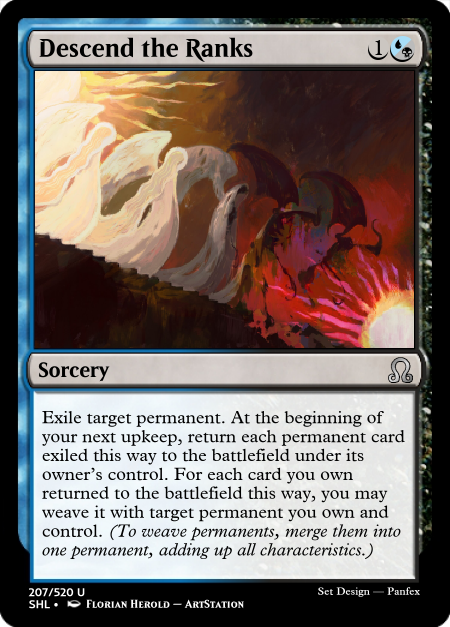 Descend the Ranks 1
Sorcery
Exile target permanent. At the beginning of
your next upkeep, return each permanent card
exiled this way to the battlefield under its
owner's control. For each card you own
returned to the battlefield this way, you may
weave it with target permanent you own and
control. (To weave permanents, merge them into
one permanent, adding up all characteristics.)
207/520 U
SHL • Florian Herold — ArtStation
Set Design — Panfex